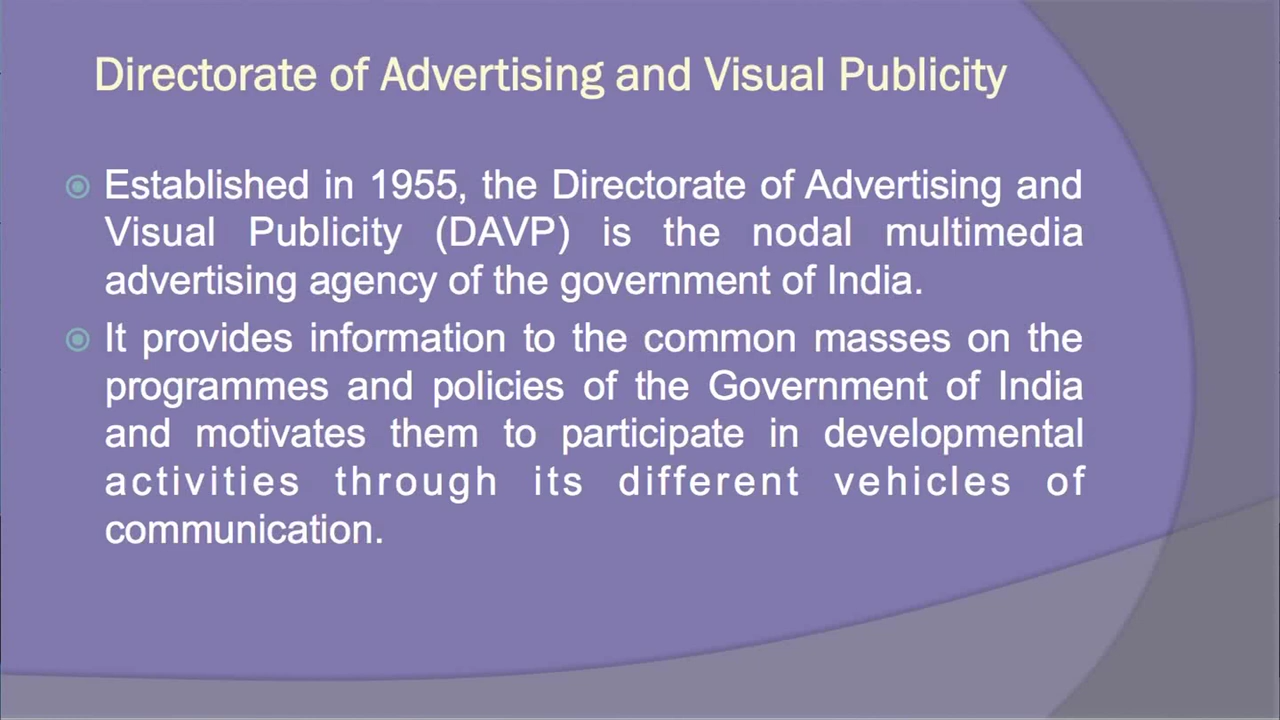 Directorate of Advertising and Visual Publicity
Established in 1955, the Directorate of Advertising and
Visual Publicity (DAVP) is the nodal multimedia
advertising agency of the government of India.
It provides information to the common masses on the
programmes and policies of the Government of India
and motivates them to participate in developmental
activities through its different vehicles of
communication.